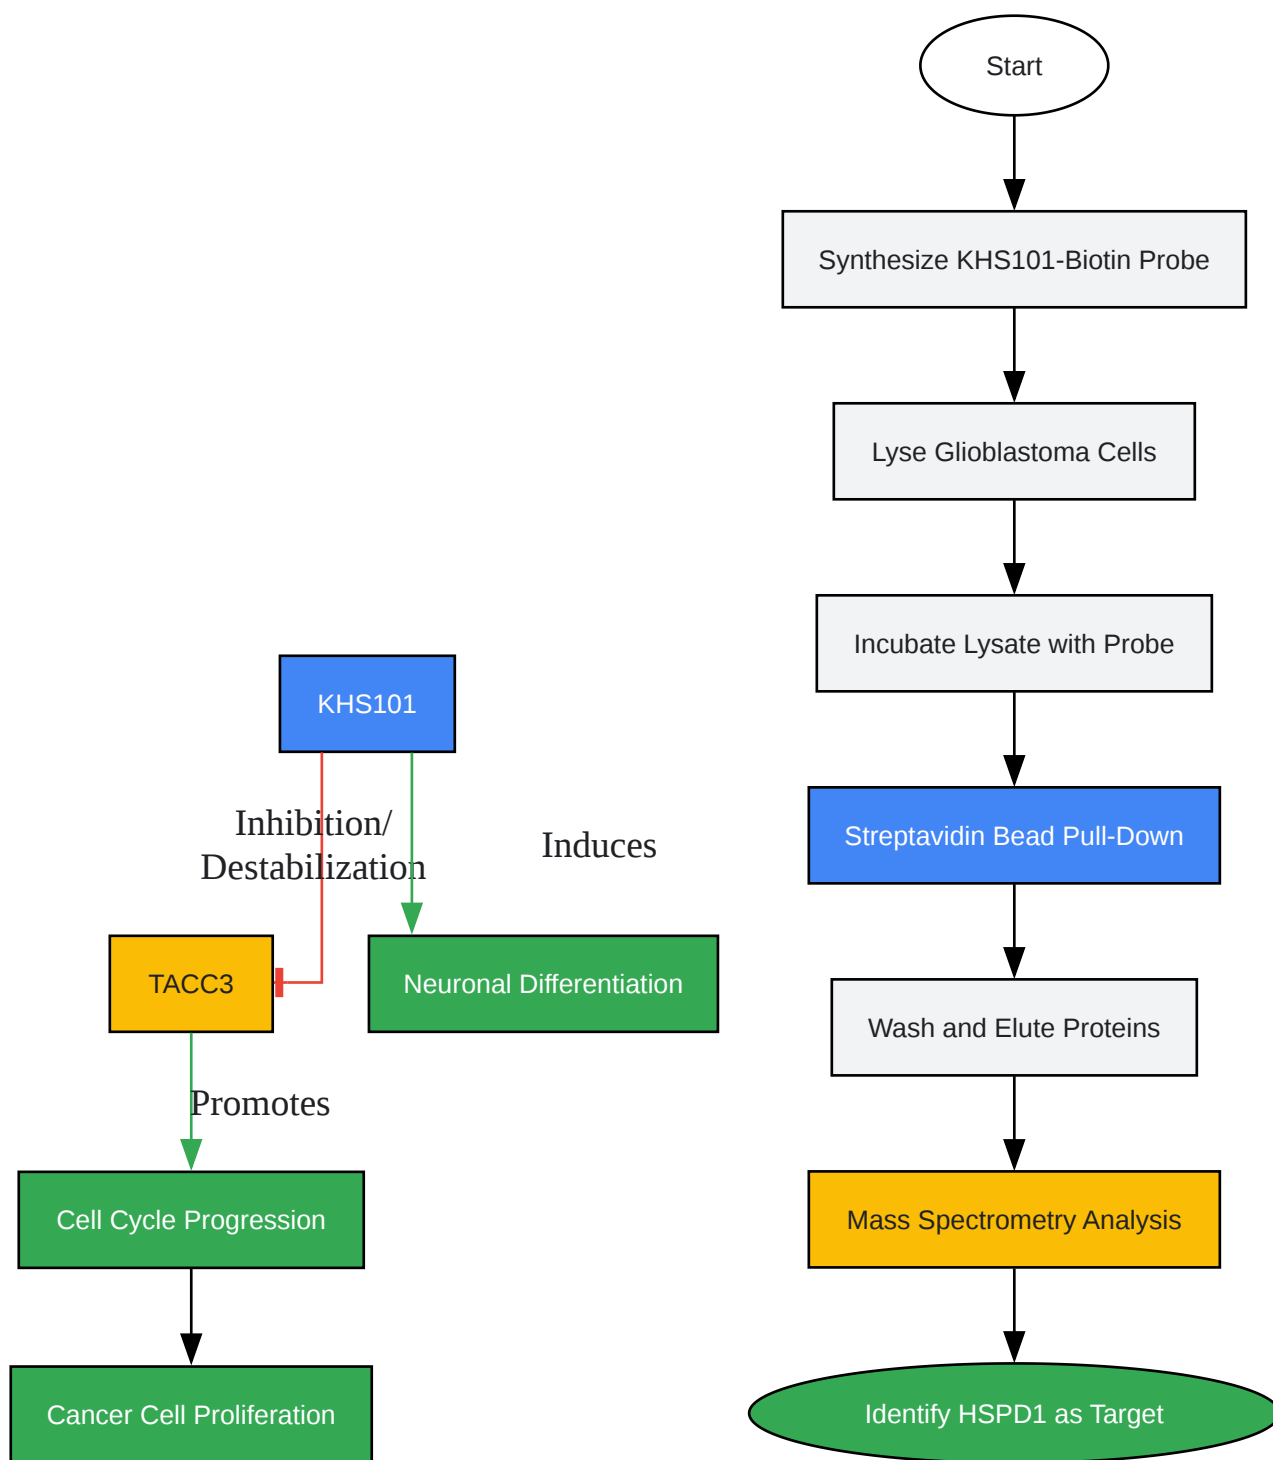 Start
Synthesize KHS101-Biotin Probe
Lyse Glioblastoma Cells
Incubate Lysate with Probe
Streptavidin Bead Pull-Down
Wash and Elute Proteins
Mass Spectrometry Analysis
Identify HSPD1 as Target
KHS101
Inhibition/
Destabilization
Induces
TACC3
Neuronal Differentiation
Promotes
Cell Cycle Progression
Cancer Cell Proliferation